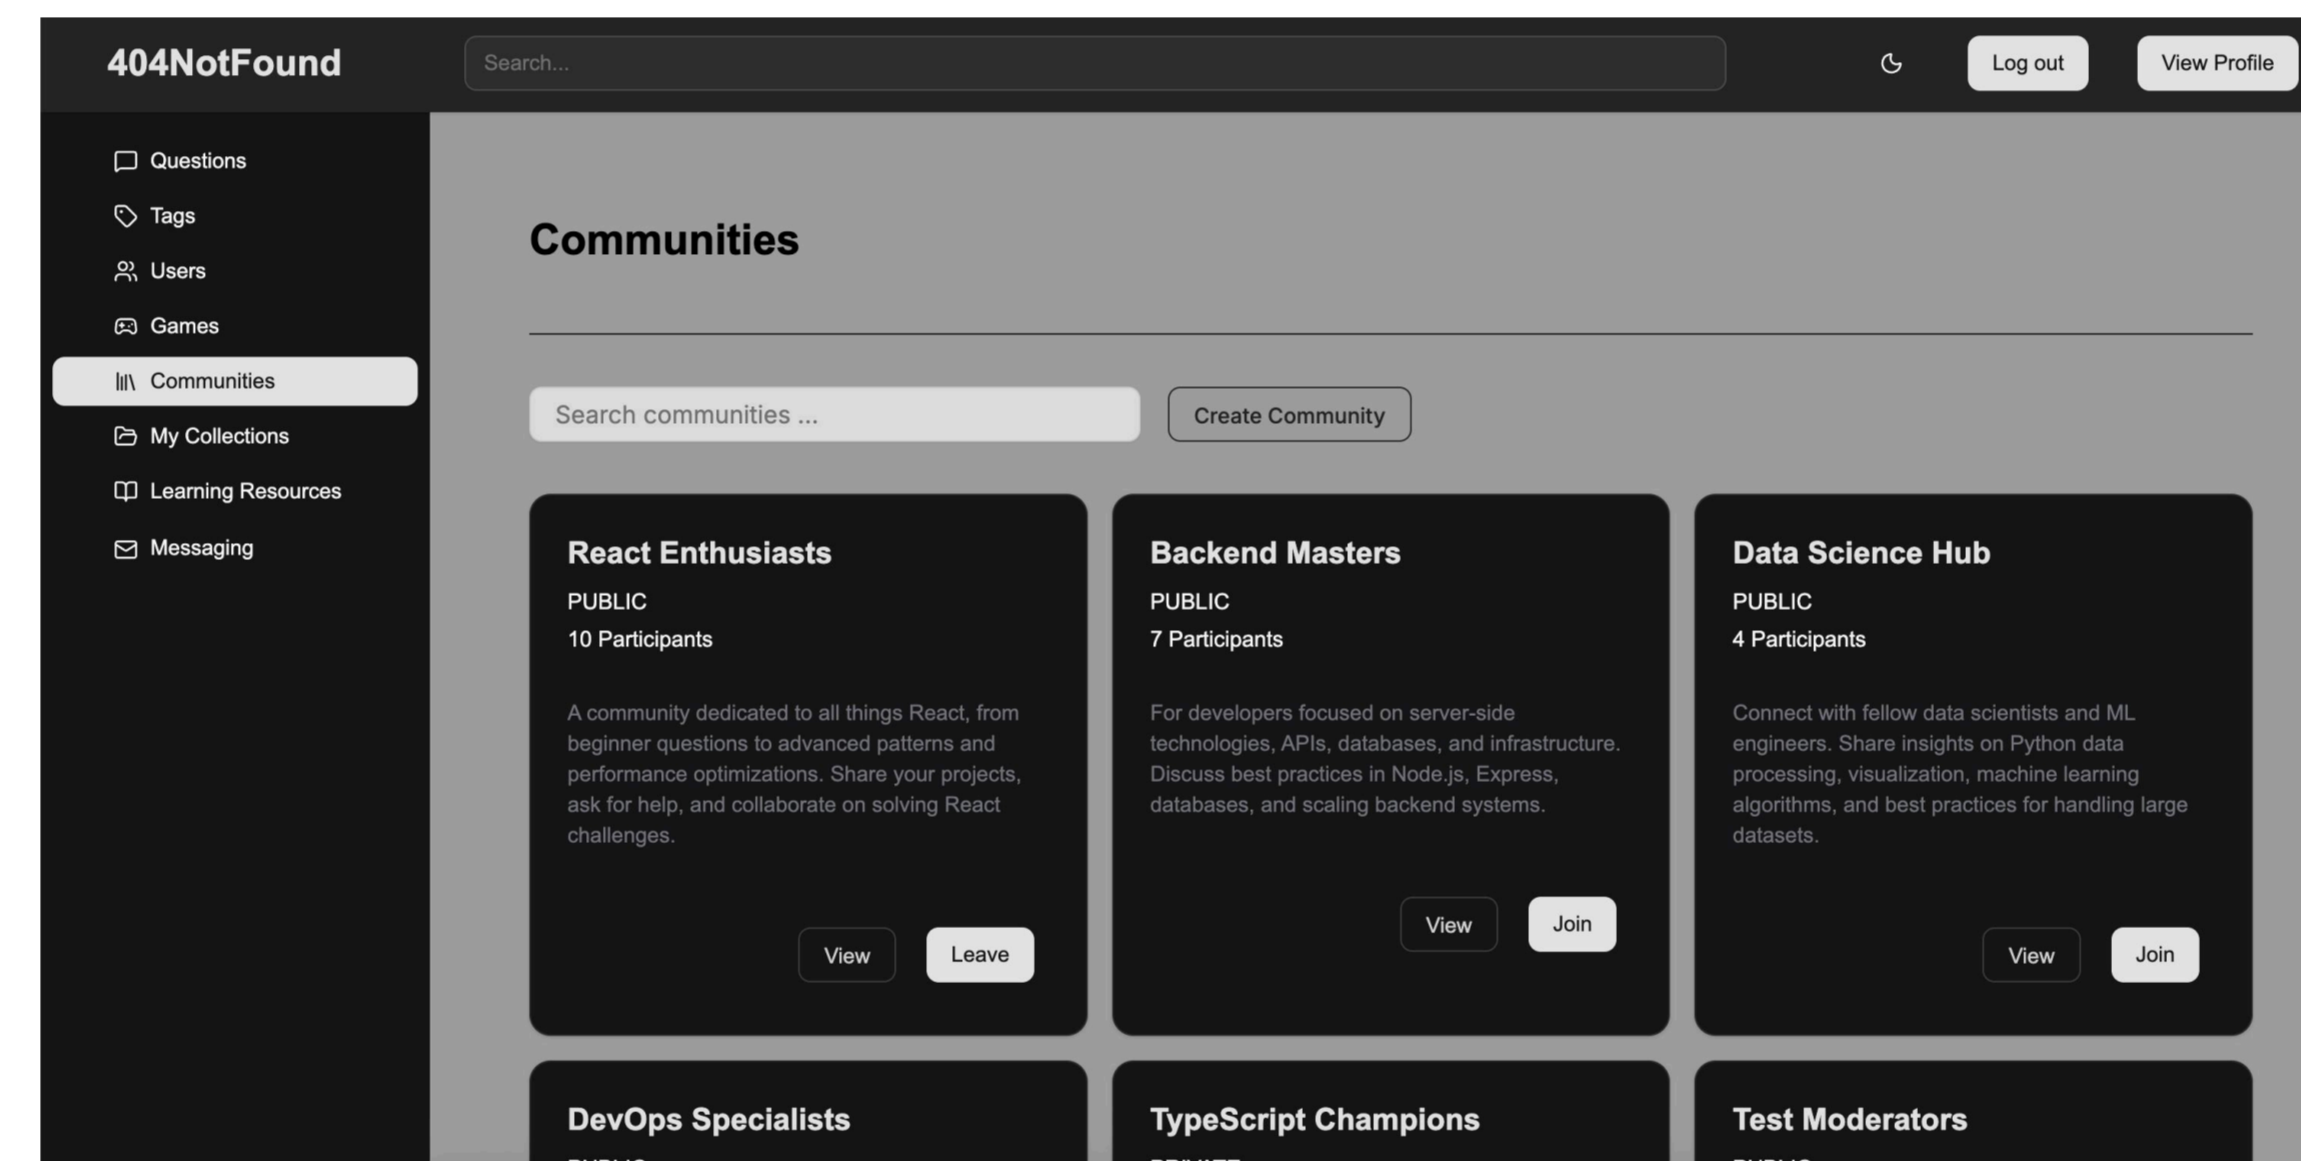 404NotFound
Search...
Log out
View Profile
Questions
Tags
Users
Games
Communities
My Collections
Learning Resources
Messaging
Communities
Search communities ...
Create Community
React Enthusiasts
PUBLIC
10 Participants
A community dedicated to all things React, from
beginner questions to advanced patterns and
performance optimizations. Share your projects,
ask for help, and collaborate on solving React
challenges.
View
Leave
Backend Masters
PUBLIC
7 Participants
For developers focused on server-side
technologies, APIs, databases, and infrastructure.
Discuss best practices in Node.js, Express,
databases, and scaling backend systems.
View
Join
Data Science Hub
PUBLIC
4 Participants
Connect with fellow data scientists and ML
engineers. Share insights on Python data
processing, visualization, machine learning
algorithms, and best practices for handling large
datasets.
View
Join
DevOps Specialists
TypeScript Champions
Test Moderators